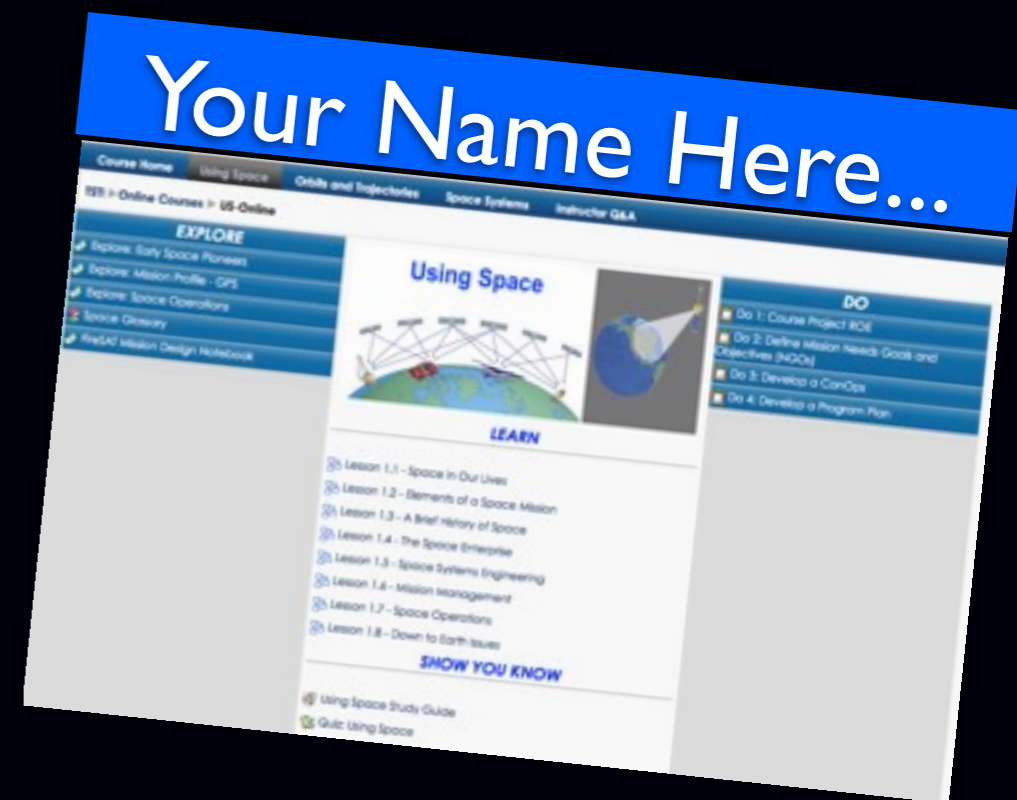 Your Name Here...
Course Home Using Space Orbits and Trajectories Space Systems Instructor Q&A
TSTI Online Courses US-Online
EXPLORE
Explore: Early Space Pioneers
Explore: Mission Profile - GPS
Explore: Space Operations
Space Glossary
FireSAT Mission Design Notebook
Using Space
LEARN
Lesson 1.1 - Space in Our Lives
Lesson 1.2 - Elements of a Space Mission
Lesson 1.3 - A Brief History of Space
Lesson 1.4 - The Space Enterprise
Lesson 1.5 - Space Systems Engineering
Lesson 1.6 - Mission Management
Lesson 1.7 - Space Operations
Lesson 1.8 - Down to Earth Issues
SHOW YOU KNOW
Using Space Study Guide
Quiz: Using Space
DO
Do 1: Course Project ROE
Do 2: Define Mission Needs Goals and
Objectives (NGOs)
Do 3: Develop a ConOps
Do 4: Develop a Program Plan